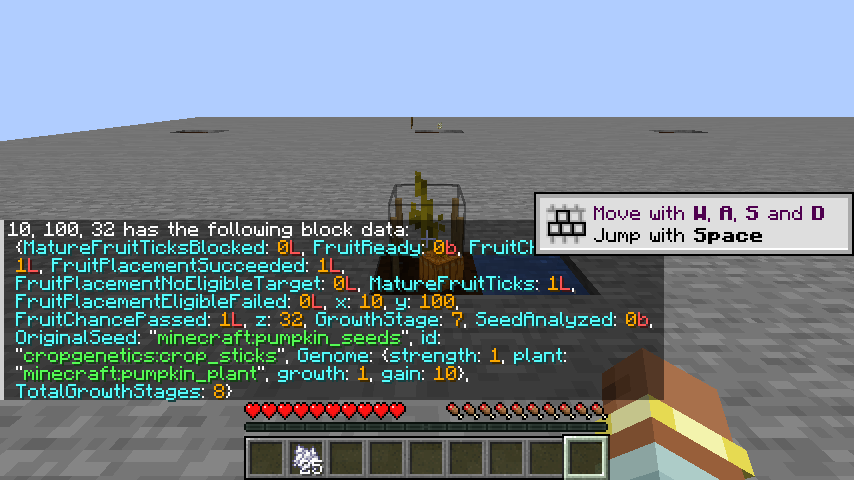 10, 100, 32 has the following block data:
{MatureFruitTicksBlocked: 0L, FruitReady: 0b, FruitCh
1L, FruitPlacementSucceeded: 1L,
FruitPlacementNoEligibleTarget: 0L, MatureFruitTicks: 1L,
FruitPlacementEligibleFailed: 0L, x: 10, y: 100,
FruitChancePassed: 1L, z: 32, GrowthStage: 7, SeedAnalyzed: 0b,
OriginalSeed: "minecraft:pumpkin_seeds", id:
"cropgenetics:crop_sticks", Genome: {strength: 1, plant:
"minecraft:pumpkin_plant", growth: 1, gain: 10},
TotalGrowthStages: 8}
Move with W, A, S and D
Jump with Space
25